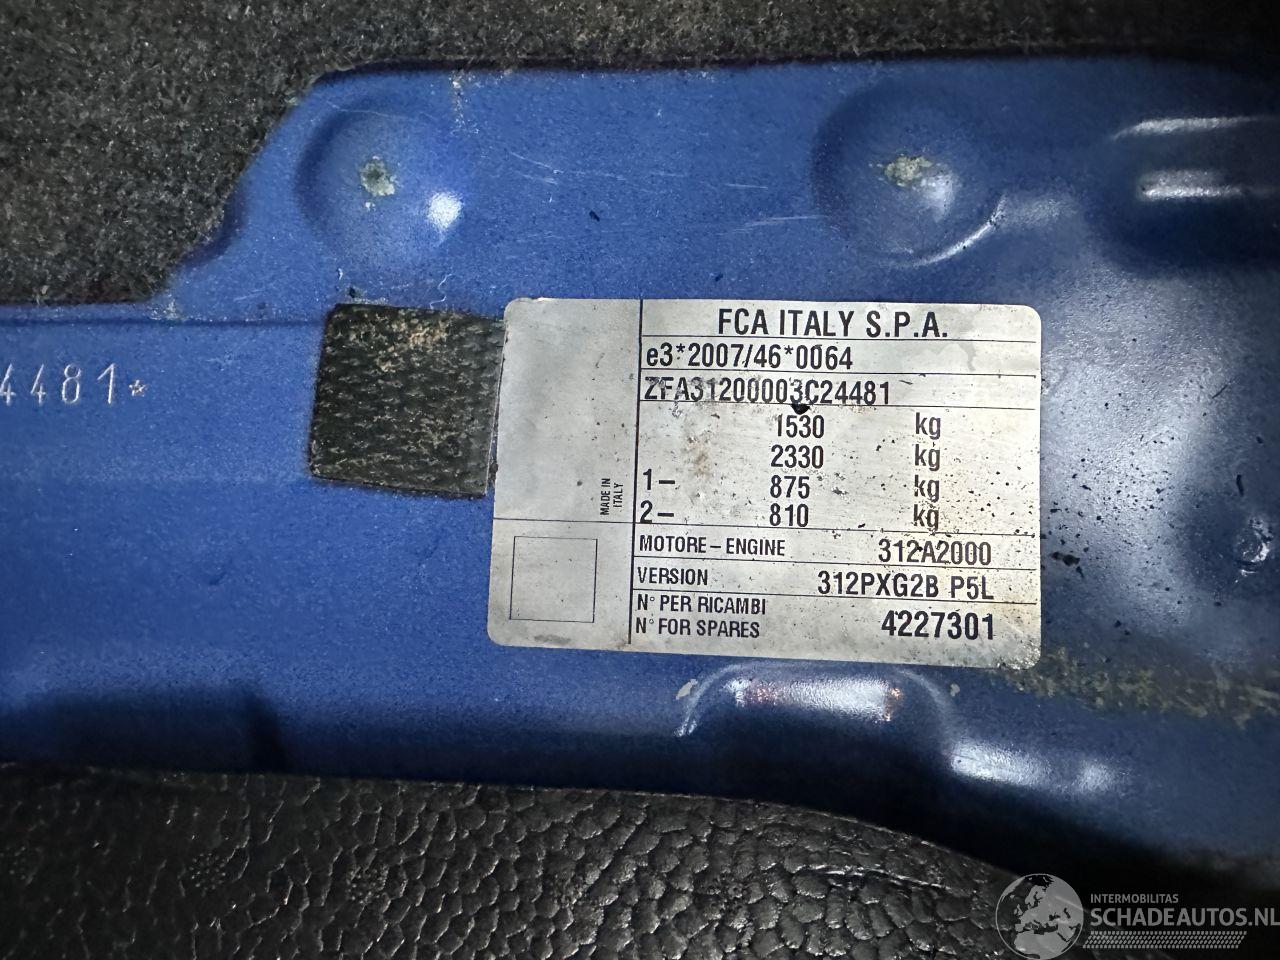 4481*
FCA ITALY S.P.A.
e3*2007/46*0064
ZFA31200003C24481
1530 kg
2330 kg
1– 875 kg
2– 810 kg
MADE IN
ITALY
MOTORE – ENGINE 312A2000
VERSION 312PXG2B P5L
N° PER RICAMBI
N° FOR SPARES 4227301
INTERMOBILITAS
SCHADEAUTOS.NL